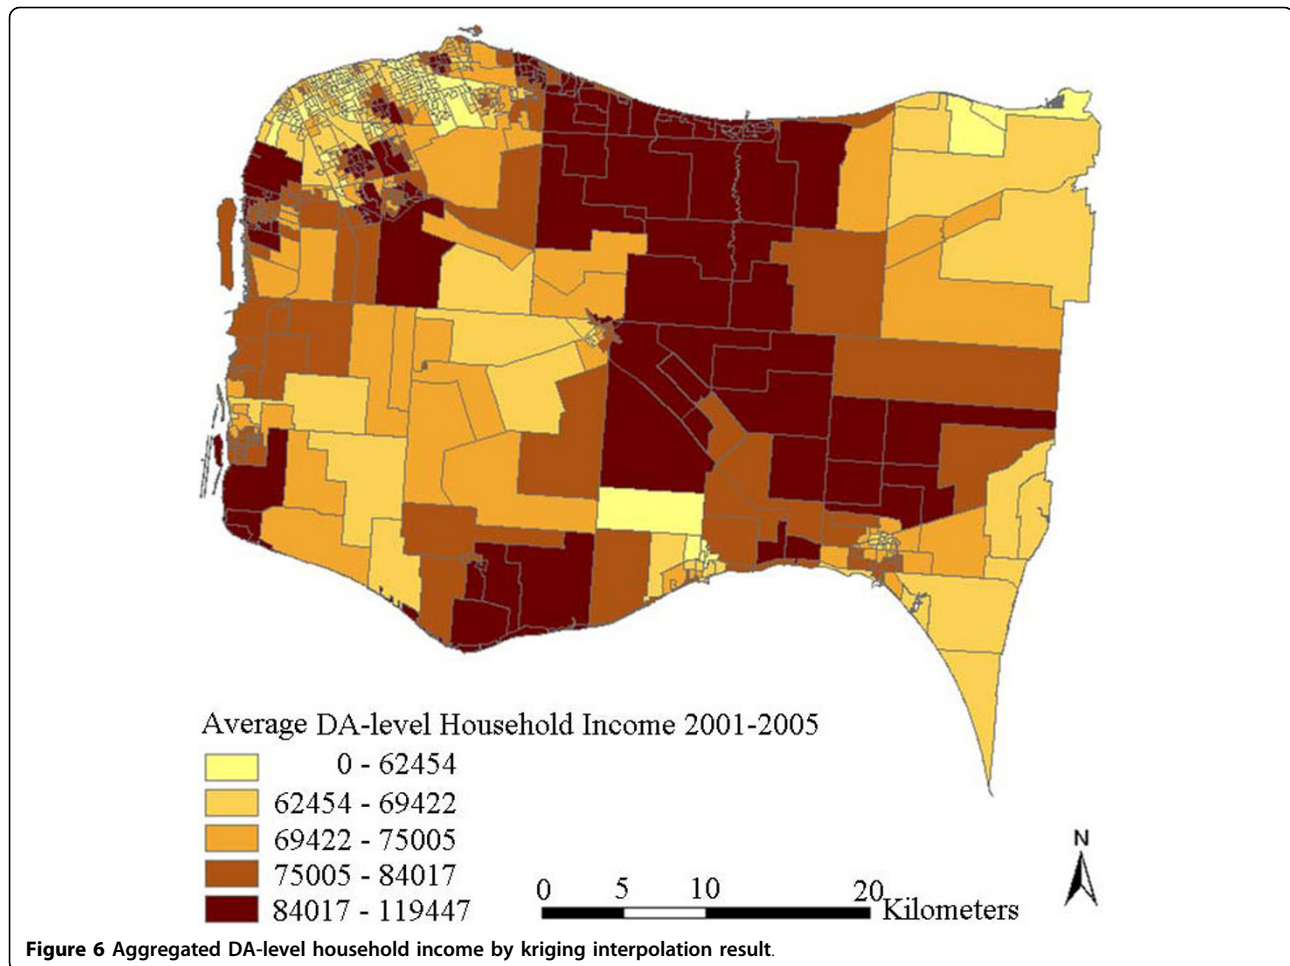 Average DA-level Household Income 2001-2005
0 - 62454
62454 - 69422
69422 - 75005
75005 - 84017
84017 - 119447
N
0 5 10 20 Kilometers
Figure 6 Aggregated DA-level household income by kriging interpolation result.